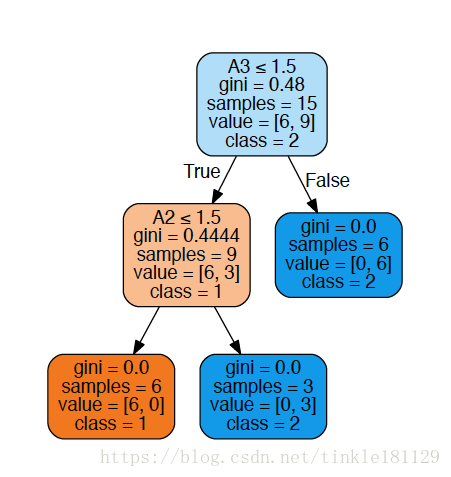 A3 ≤ 1.5
gini = 0.48
samples = 15
value = [6, 9]
class = 2
True
False
A2 ≤ 1.5
gini = 0.4444
samples = 9
value = [6, 3]
class = 1
gini = 0.0
samples = 6
value = [0, 6]
class = 2
gini = 0.0
samples = 6
value = [6, 0]
class = 1
gini = 0.0
samples = 3
value = [0, 3]
class = 2
https://blog.csdn.net/tinkle181129